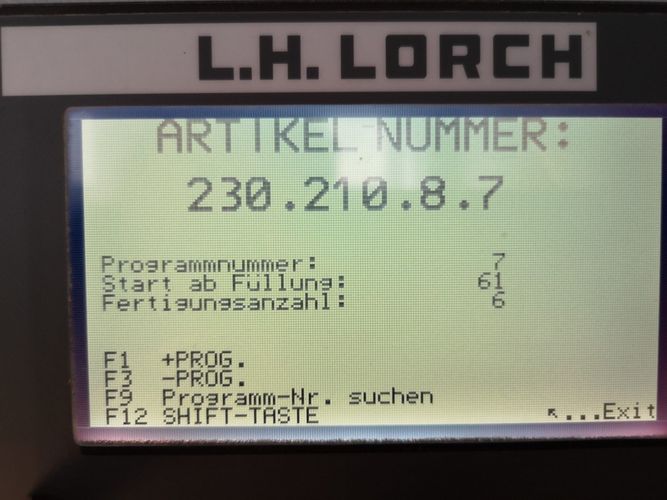 L.H. LORCH
ARTIKEL-NUMMER:
230.210.8.7
Programmnummer: 7
Start ab Füllung: 61
Fertigungsanzahl: 6
F1 +PROG.
F3 -PROG.
F9 Programm-Nr. suchen
F12 SHIFT-TASTE
↖...Exit